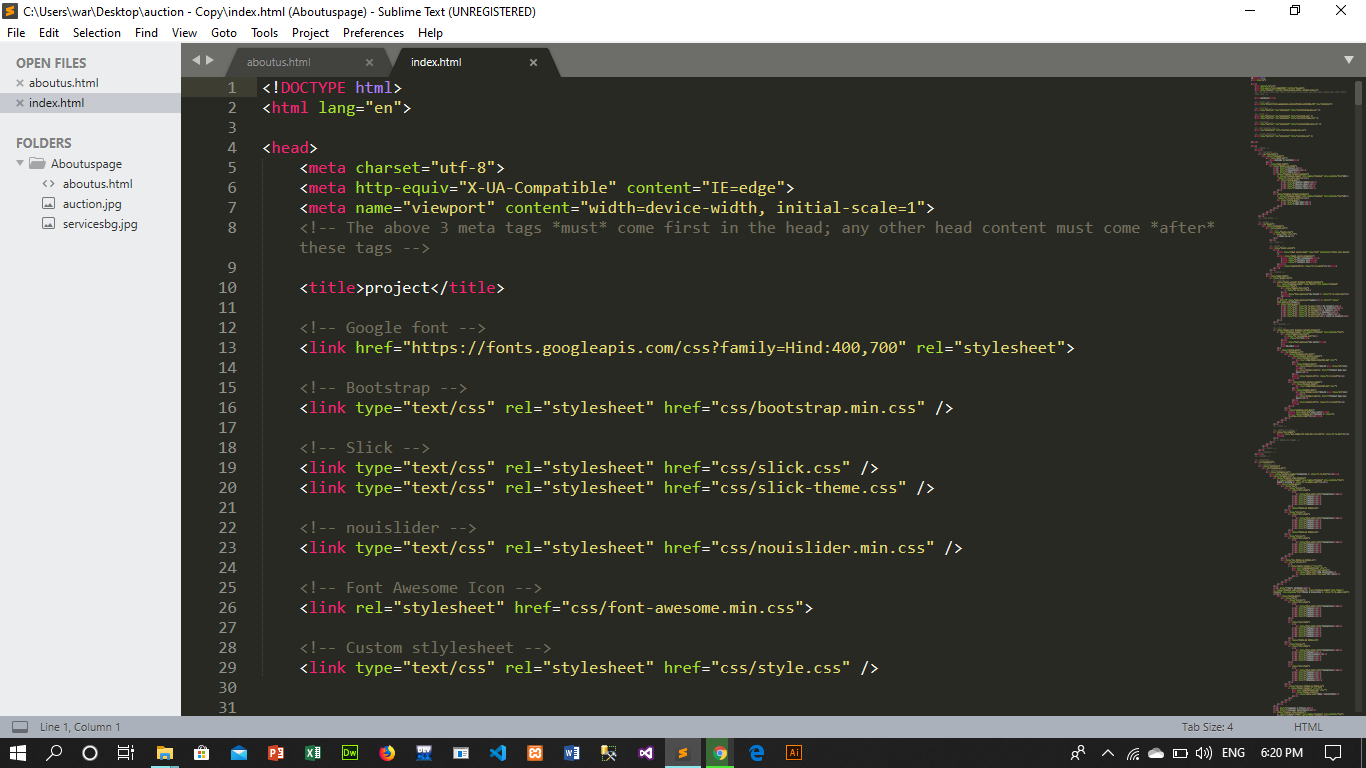 C:\Users\war\Desktop\auction - Copy\index.html (Aboutuspage) - Sublime Text (UNREGISTERED)
File Edit Selection Find View Goto Tools Project Preferences Help
OPEN FILES
aboutus.html
index.html
FOLDERS
Aboutuspage
aboutus.html
auction.jpg
servicesbg.jpg
aboutus.html index.html
1 <!DOCTYPE html>
2 <html lang="en">
3
4 <head>
5 <meta charset="utf-8">
6 <meta http-equiv="X-UA-Compatible" content="IE=edge">
7 <meta name="viewport" content="width=device-width, initial-scale=1">
8 <!-- The above 3 meta tags *must* come first in the head; any other head content must come *after*
these tags -->
9
10 <title>project</title>
11
12 <!-- Google font -->
13 <link href="https://fonts.googleapis.com/css?family=Hind:400,700" rel="stylesheet">
14
15 <!-- Bootstrap -->
16 <link type="text/css" rel="stylesheet" href="css/bootstrap.min.css" />
17
18 <!-- Slick -->
19 <link type="text/css" rel="stylesheet" href="css/slick.css" />
20 <link type="text/css" rel="stylesheet" href="css/slick-theme.css" />
21
22 <!-- nouislider -->
23 <link type="text/css" rel="stylesheet" href="css/nouislider.min.css" />
24
25 <!-- Font Awesome Icon -->
26 <link rel="stylesheet" href="css/font-awesome.min.css">
27
28 <!-- Custom stlylesheet -->
29 <link type="text/css" rel="stylesheet" href="css/style.css" />
30
31
Line 1, Column 1 Tab Size: 4 HTML
Dw DEV Ai ENG 6:20 PM